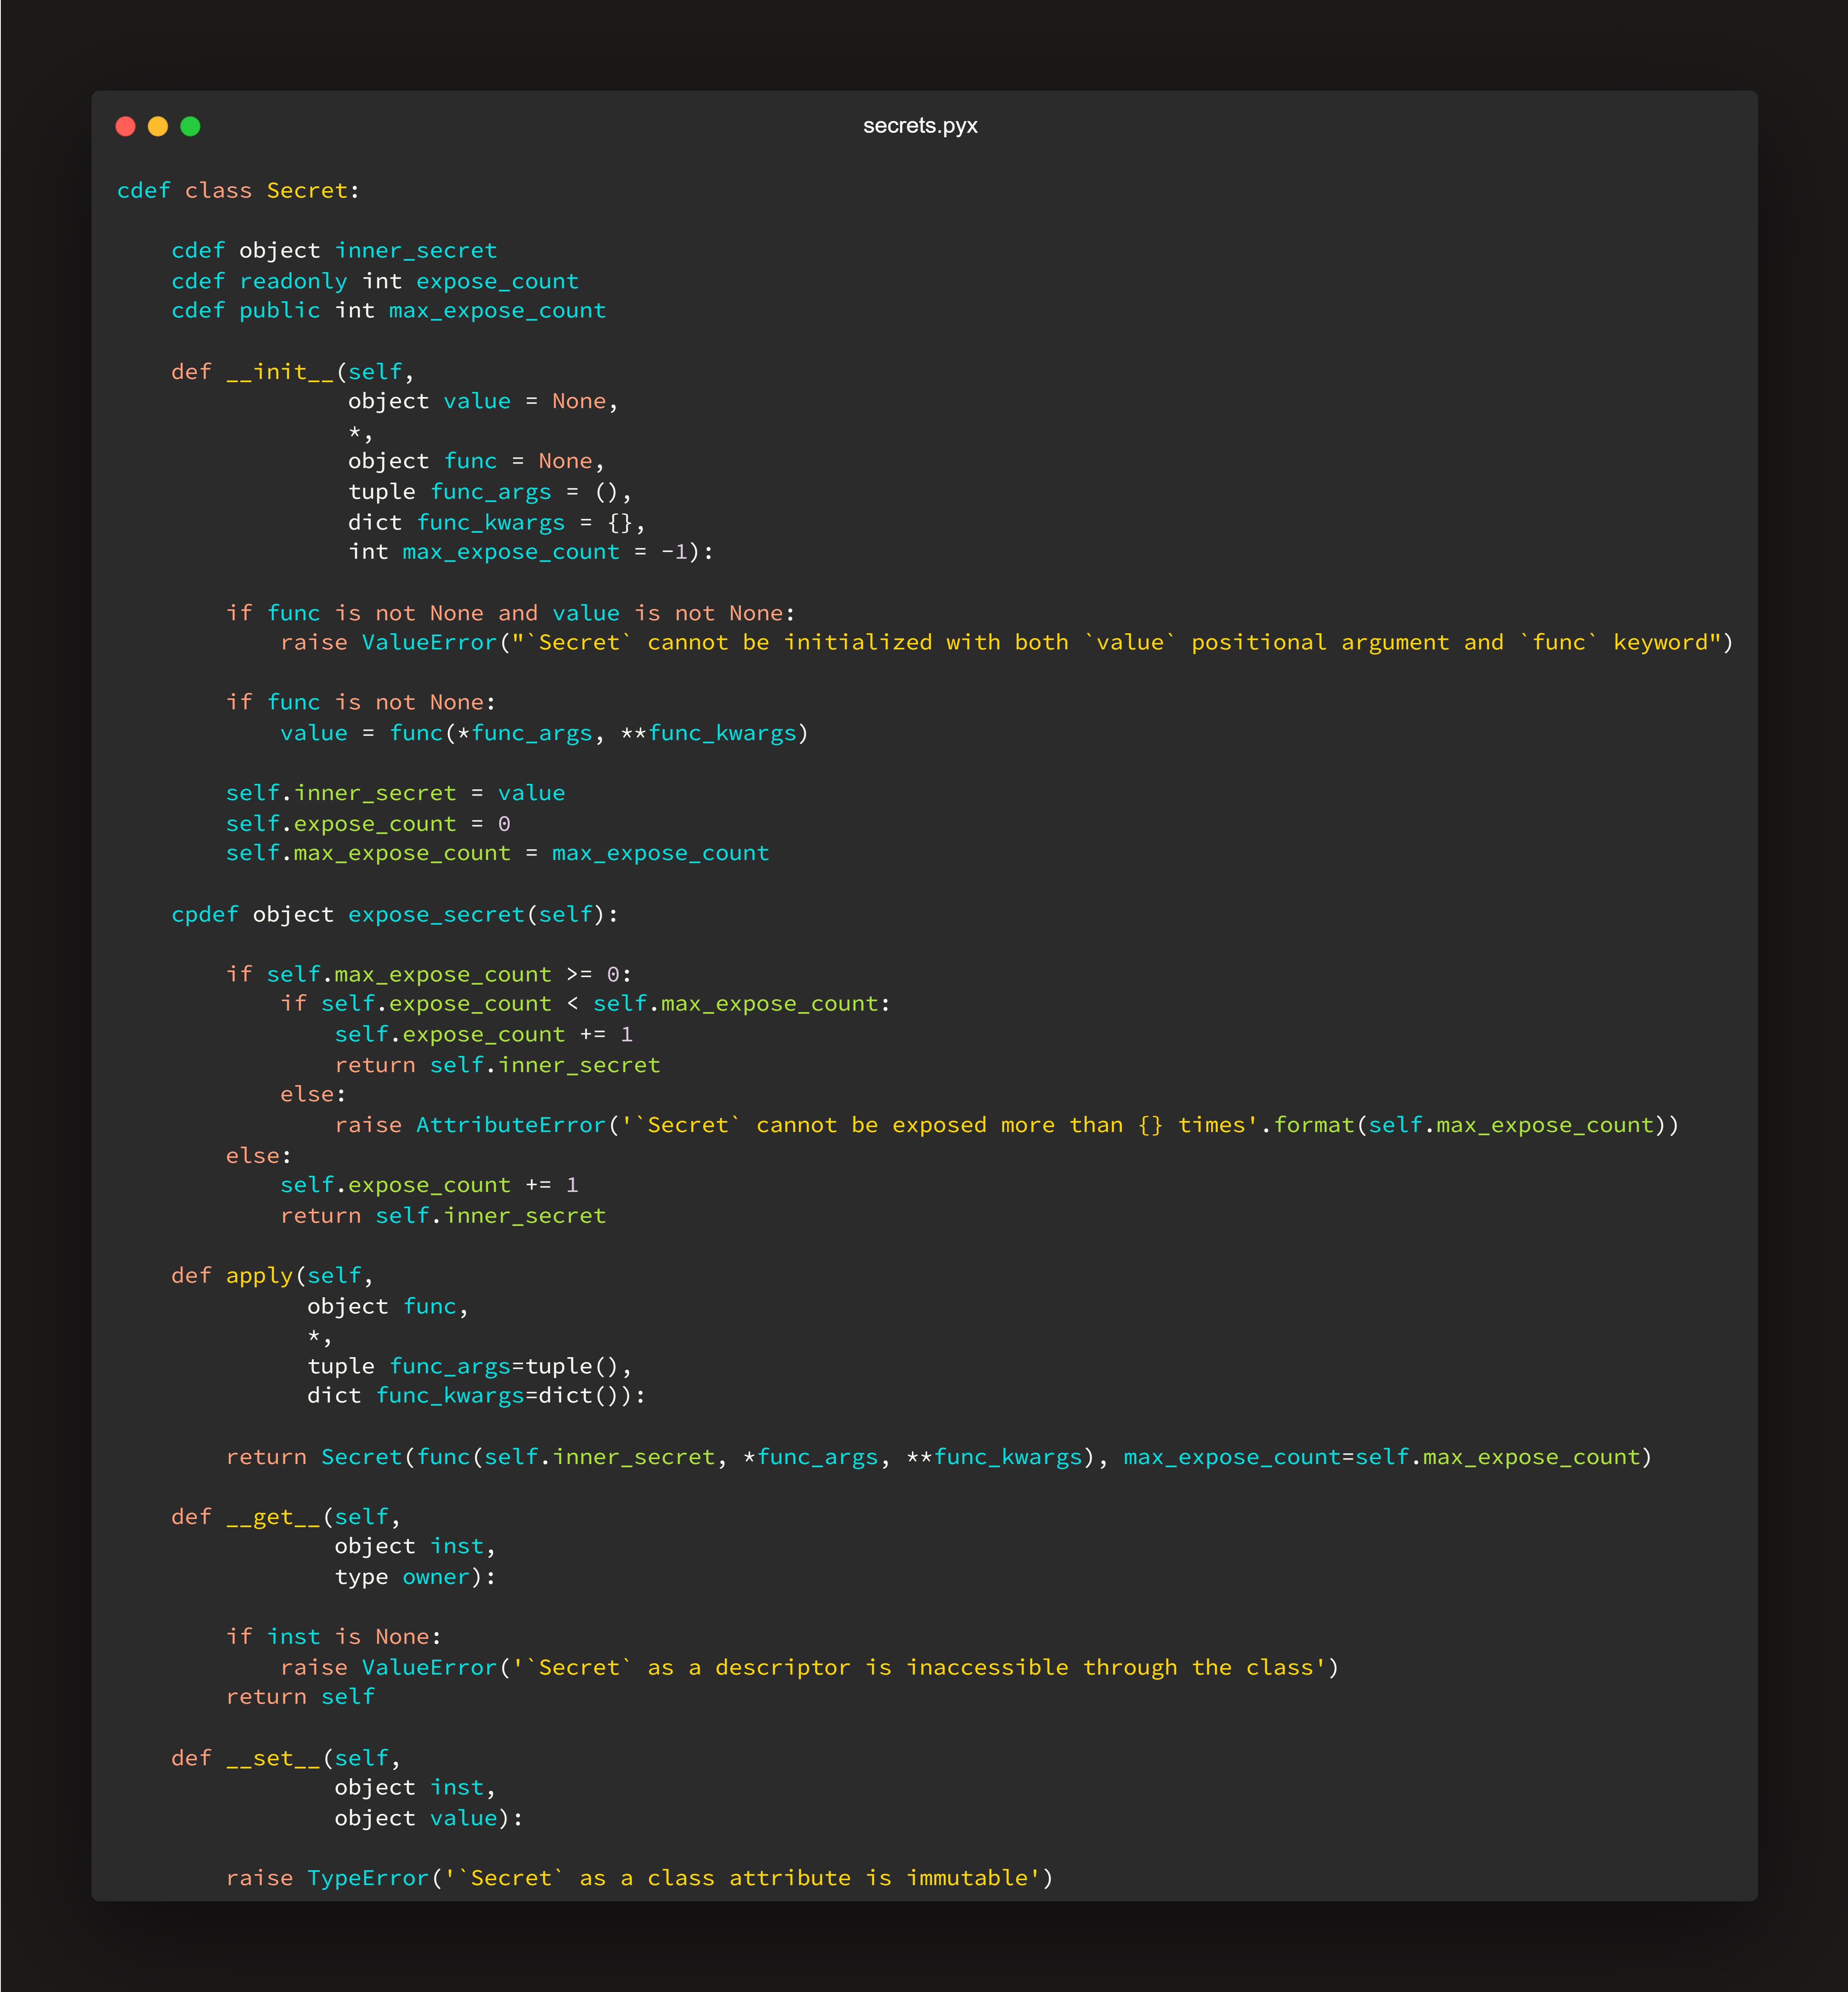 secrets.pyx
cdef class Secret:
    cdef object inner_secret
    cdef readonly int expose_count
    cdef public int max_expose_count
    def __init__(self,
                 object value = None,
                 *,
                 object func = None,
                 tuple func_args = (),
                 dict func_kwargs = {},
                 int max_expose_count = -1):
        if func is not None and value is not None:
            raise ValueError("`Secret` cannot be initialized with both `value` positional argument and `func` keyword")
        if func is not None:
            value = func(*func_args, **func_kwargs)
        self.inner_secret = value
        self.expose_count = 0
        self.max_expose_count = max_expose_count
    cpdef object expose_secret(self):
        if self.max_expose_count >= 0:
            if self.expose_count < self.max_expose_count:
                self.expose_count += 1
                return self.inner_secret
            else:
                raise AttributeError('`Secret` cannot be exposed more than {} times'.format(self.max_expose_count))
        else:
            self.expose_count += 1
            return self.inner_secret
    def apply(self,
              object func,
              *,
              tuple func_args=tuple(),
              dict func_kwargs=dict()):
        return Secret(func(self.inner_secret, *func_args, **func_kwargs), max_expose_count=self.max_expose_count)
    def __get__(self,
                object inst,
                type owner):
        if inst is None:
            raise ValueError('`Secret` as a descriptor is inaccessible through the class')
        return self
    def __set__(self,
                object inst,
                object value):
        raise TypeError('`Secret` as a class attribute is immutable')